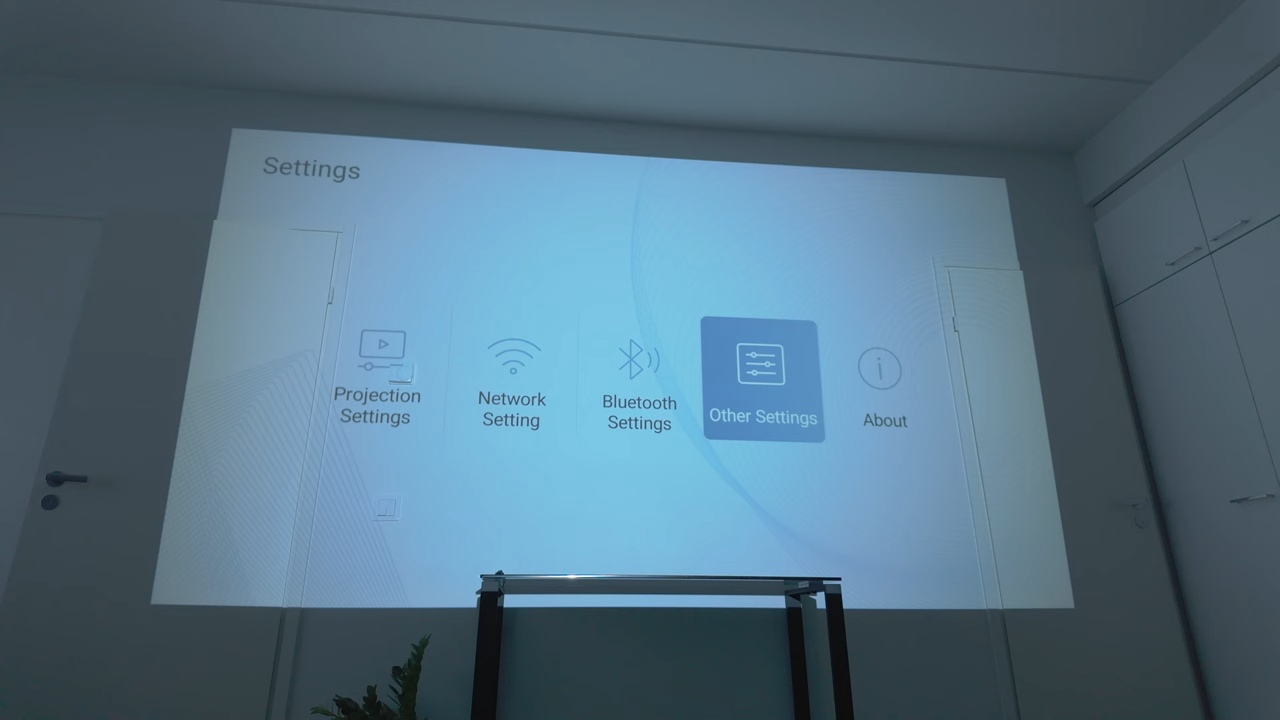 Settings
Projection
Settings
Network
Setting
Bluetooth
Settings
Other Settings
About